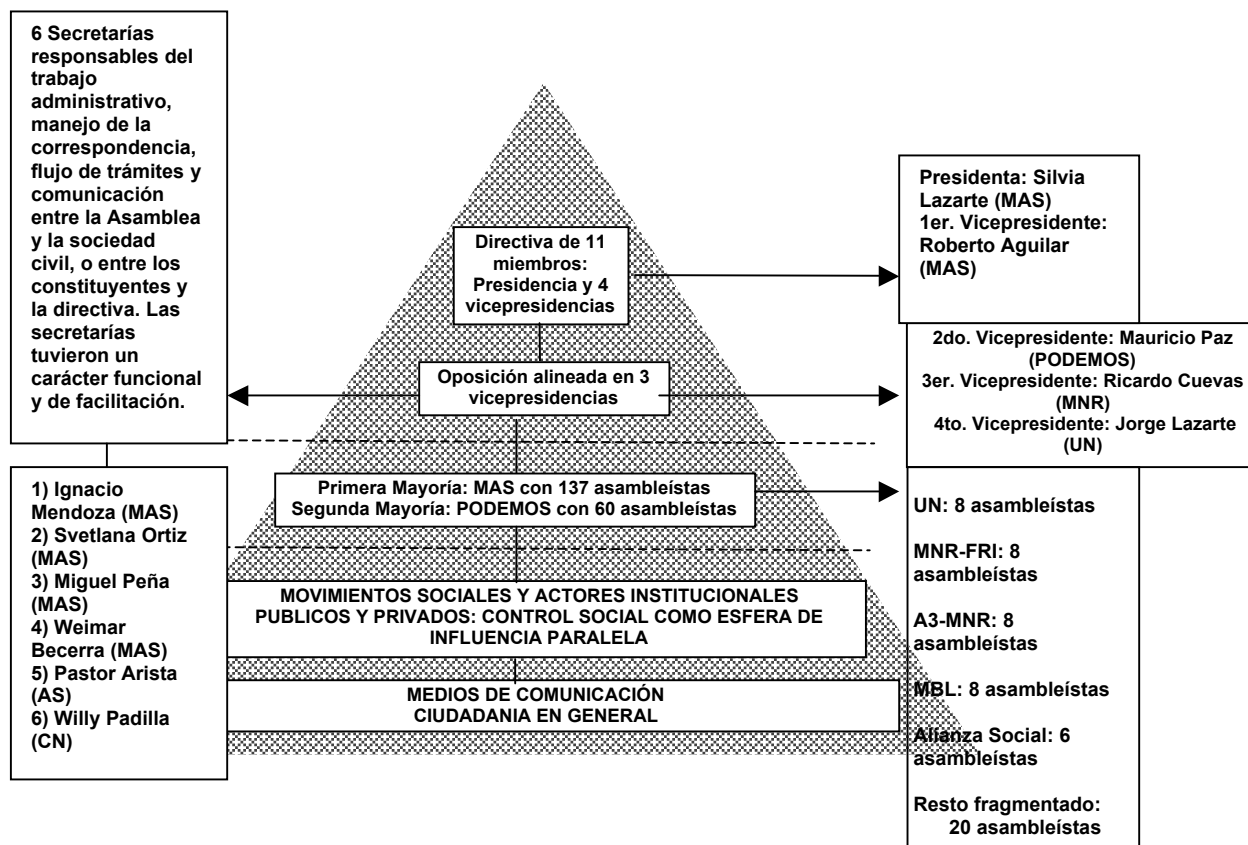 6 Secretarías
responsables del
trabajo
administrativo,
manejo de la
correspondencia,
flujo de trámites y
comunicación
entre la Asamblea
y la sociedad
civil, o entre los
constituyentes y
la directiva. Las
secretarías
tuvieron un
carácter funcional
y de facilitación.
1) Ignacio
Mendoza (MAS)
2) Svetlana Ortiz
(MAS)
3) Miguel Peña
(MAS)
4) Weimar
Becerra (MAS)
5) Pastor Arista
(AS)
6) Willy Padilla
(CN)
Directiva de 11
miembros:
Presidencia y 4
vicepresidencias
Oposición alineada en 3
vicepresidencias
Primera Mayoría: MAS con 137 asambleístas
Segunda Mayoría: PODEMOS con 60 asambleístas
MOVIMIENTOS SOCIALES Y ACTORES INSTITUCIONALES
PUBLICOS Y PRIVADOS: CONTROL SOCIAL COMO ESFERA DE
INFLUENCIA PARALELA
MEDIOS DE COMUNICACIÓN
CIUDADANIA EN GENERAL
Presidenta: Silvia
Lazarte (MAS)
1er. Vicepresidente:
Roberto Aguilar
(MAS)
2do. Vicepresidente: Mauricio Paz
(PODEMOS)
3er. Vicepresidente: Ricardo Cuevas
(MNR)
4to. Vicepresidente: Jorge Lazarte
(UN)
UN: 8 asambleístas
MNR-FRI: 8
asambleístas
A3-MNR: 8
asambleístas
MBL: 8 asambleístas
Alianza Social: 6
asambleístas
Resto fragmentado:
20 asambleístas